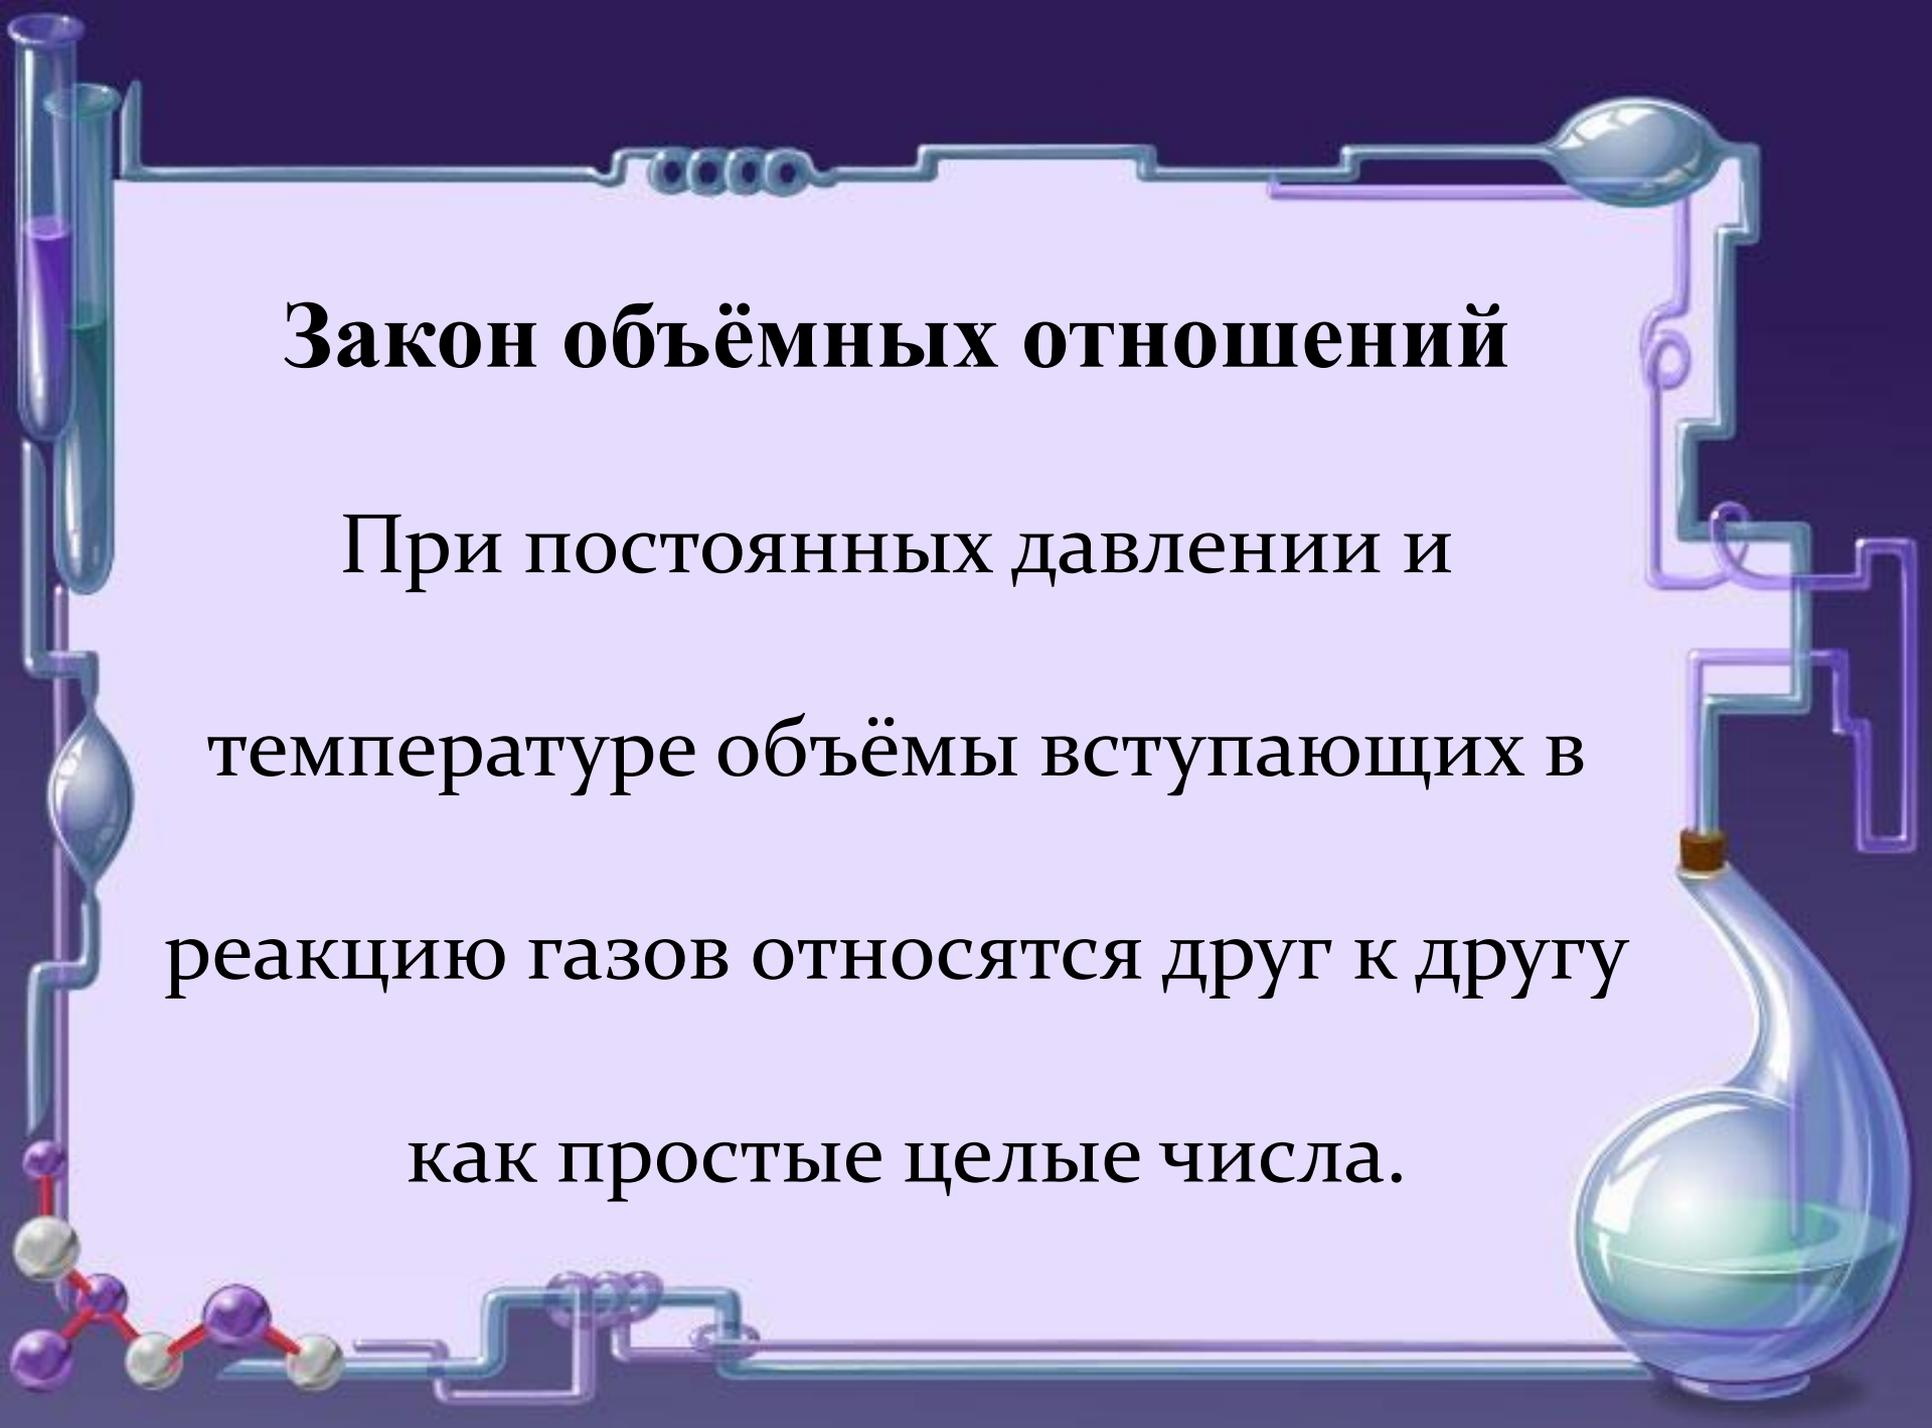 Закон объёмных отношений
При постоянных давлении и
температуре объёмы вступающих в
реакцию газов относятся друг к другу
как простые целые числа.